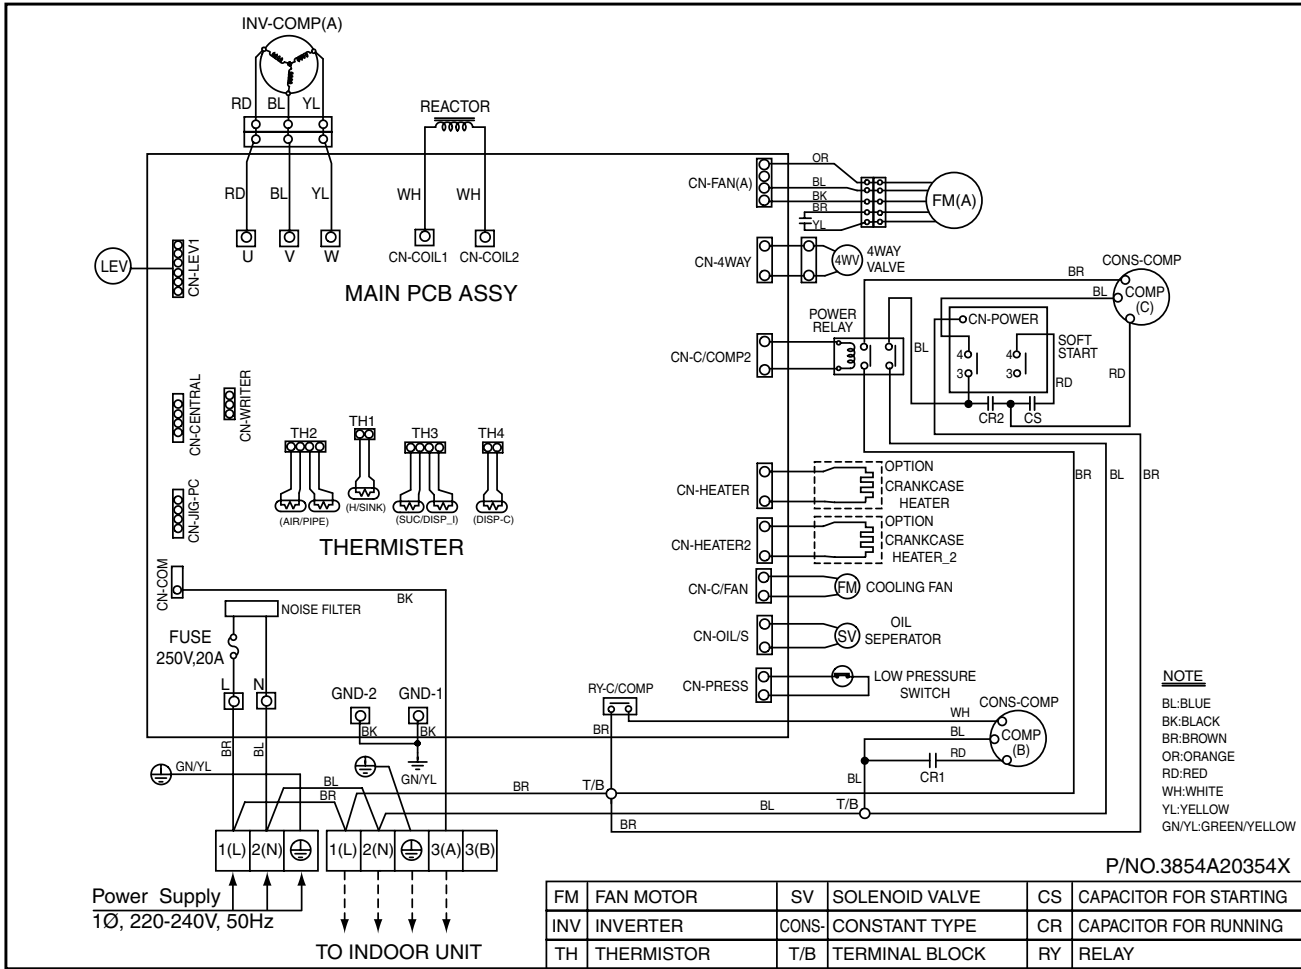 INV-COMP(A)
RD BL YL
REACTOR
RD BL YL
WH WH
U V W
CN-COIL1 CN-COIL2
LEV
CN-LEV1
MAIN PCB ASSY
CN-CENTRAL
CN-WRITER
CN-JIG-PC
TH2 TH1 TH3 TH4
(AIR/PIPE) (H/SINK) (SUC/DISP_I) (DISP-C)
THERMISTER
CN-COM
BK
NOISE FILTER
FUSE
250V,20A
L N
GND-2 GND-1
BK BK
BR BL
GN/YL
GN/YL
BL
BR
CN-FAN(A)
OR
BL
BK
BR
YL
FM(A)
CN-4WAY
4WV
4WAY
VALVE
POWER
RELAY
CN-C/COMP2
BL
CONS-COMP
BR
BL
COMP
(C)
CN-POWER
SOFT
START
4 4
3 3
RD
RD
CR2 CS
BR BL BR
CN-HEATER
OPTION
CRANKCASE
HEATER
CN-HEATER2
OPTION
CRANKCASE
HEATER_2
CN-C/FAN
FM
COOLING FAN
CN-OIL/S
SV
OIL
SEPERATOR
CN-PRESS
LOW PRESSURE
SWITCH
RY-C/COMP
BR
CONS-COMP
WH
BL
COMP
(B)
RD
CR1
BL
BR T/B
BL T/B
BR
1(L) 2(N) 1(L) 2(N) 3(A) 3(B)
Power Supply
1Ø, 220-240V, 50Hz
TO INDOOR UNIT
NOTE
BL:BLUE
BK:BLACK
BR:BROWN
OR:ORANGE
RD:RED
WH:WHITE
YL:YELLOW
GN/YL:GREEN/YELLOW
P/NO.3854A20354X
FM FAN MOTOR SV SOLENOID VALVE CS CAPACITOR FOR STARTING
INV INVERTER CONS- CONSTANT TYPE CR CAPACITOR FOR RUNNING
TH THERMISTOR T/B TERMINAL BLOCK RY RELAY